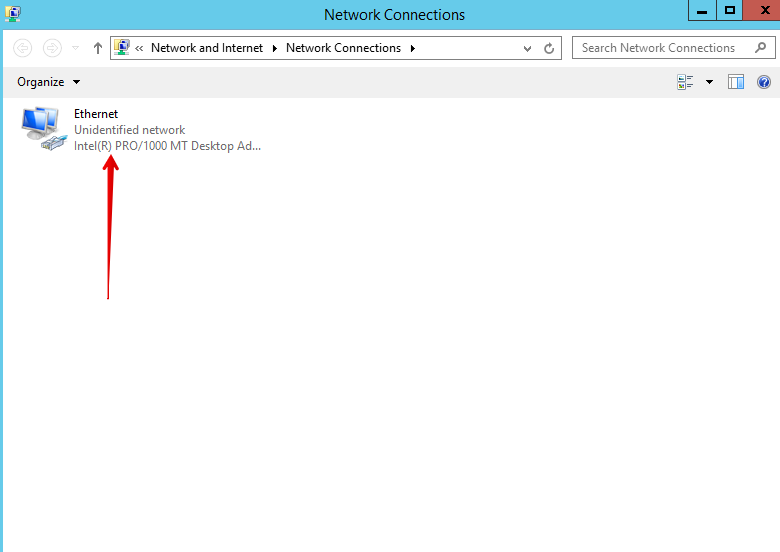 Network Connections
« Network and Internet Network Connections
Search Network Connections
Organize
Ethernet
Unidentified network
Intel(R) PRO/1000 MT Desktop Ad...